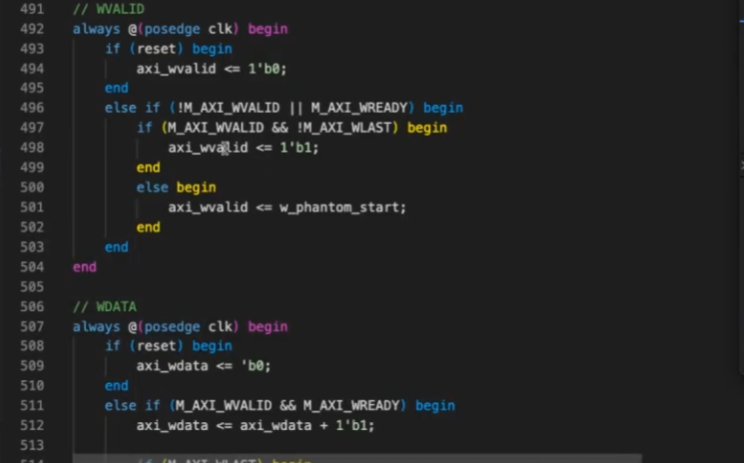 491 // WVALID
492 always @(posedge clk) begin
493 if (reset) begin
494 axi_wvalid <= 1'b0;
495 end
496 else if (!M_AXI_WVALID || M_AXI_WREADY) begin
497 if (M_AXI_WVALID && !M_AXI_WLAST) begin
498 axi_wvalid <= 1'b1;
499 end
500 else begin
501 axi_wvalid <= w_phantom_start;
502 end
503 end
504 end
505
506 // WDATA
507 always @(posedge clk) begin
508 if (reset) begin
509 axi_wdata <= 'b0;
510 end
511 else if (M_AXI_WVALID && M_AXI_WREADY) begin
512 axi_wdata <= axi_wdata + 1'b1;
513